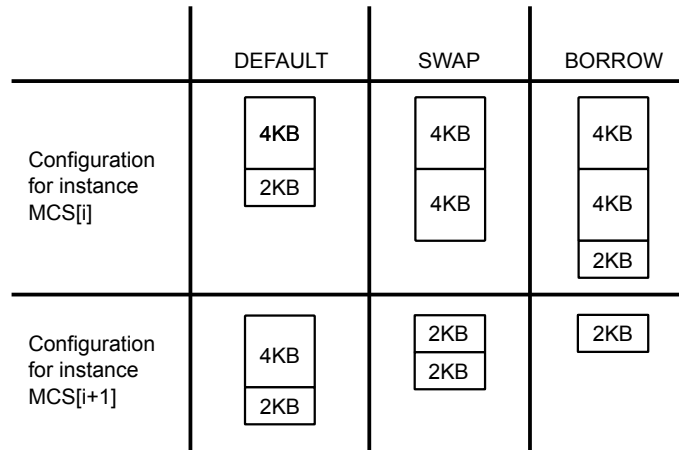 DEFAULT SWAP BORROW
Configuration
for instance
MCS[i]
4KB
2KB
4KB
4KB
4KB
4KB
2KB
Configuration
for instance
MCS[i+1]
4KB
2KB
2KB
2KB
2KB